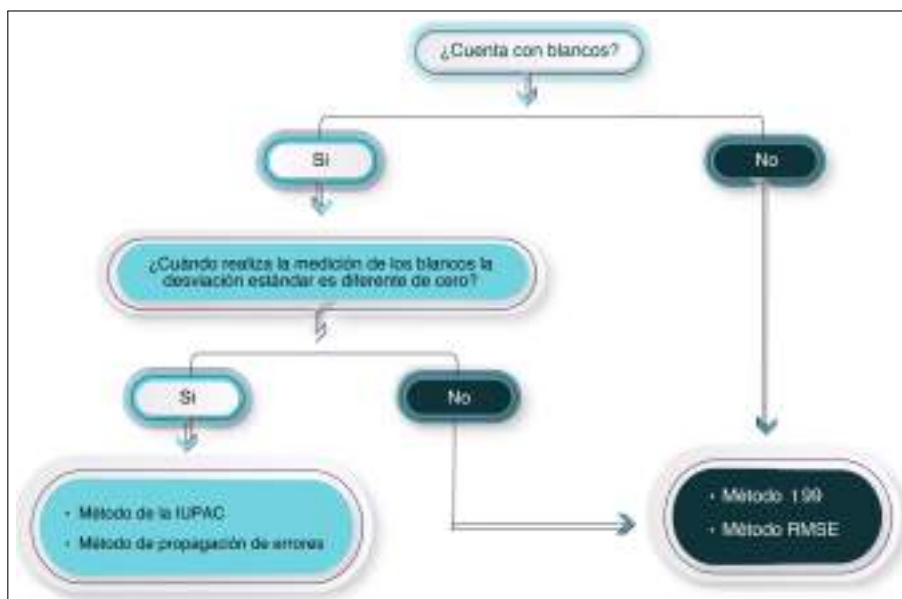 ¿Cuenta con blancos?
Si
No
¿Cuándo realiza la medición de los blancos la
desviación estándar es diferente de cero?
Si
No
• Método de la IUPAC
• Método de propagación de errores
• Método t 99
• Método RMSE